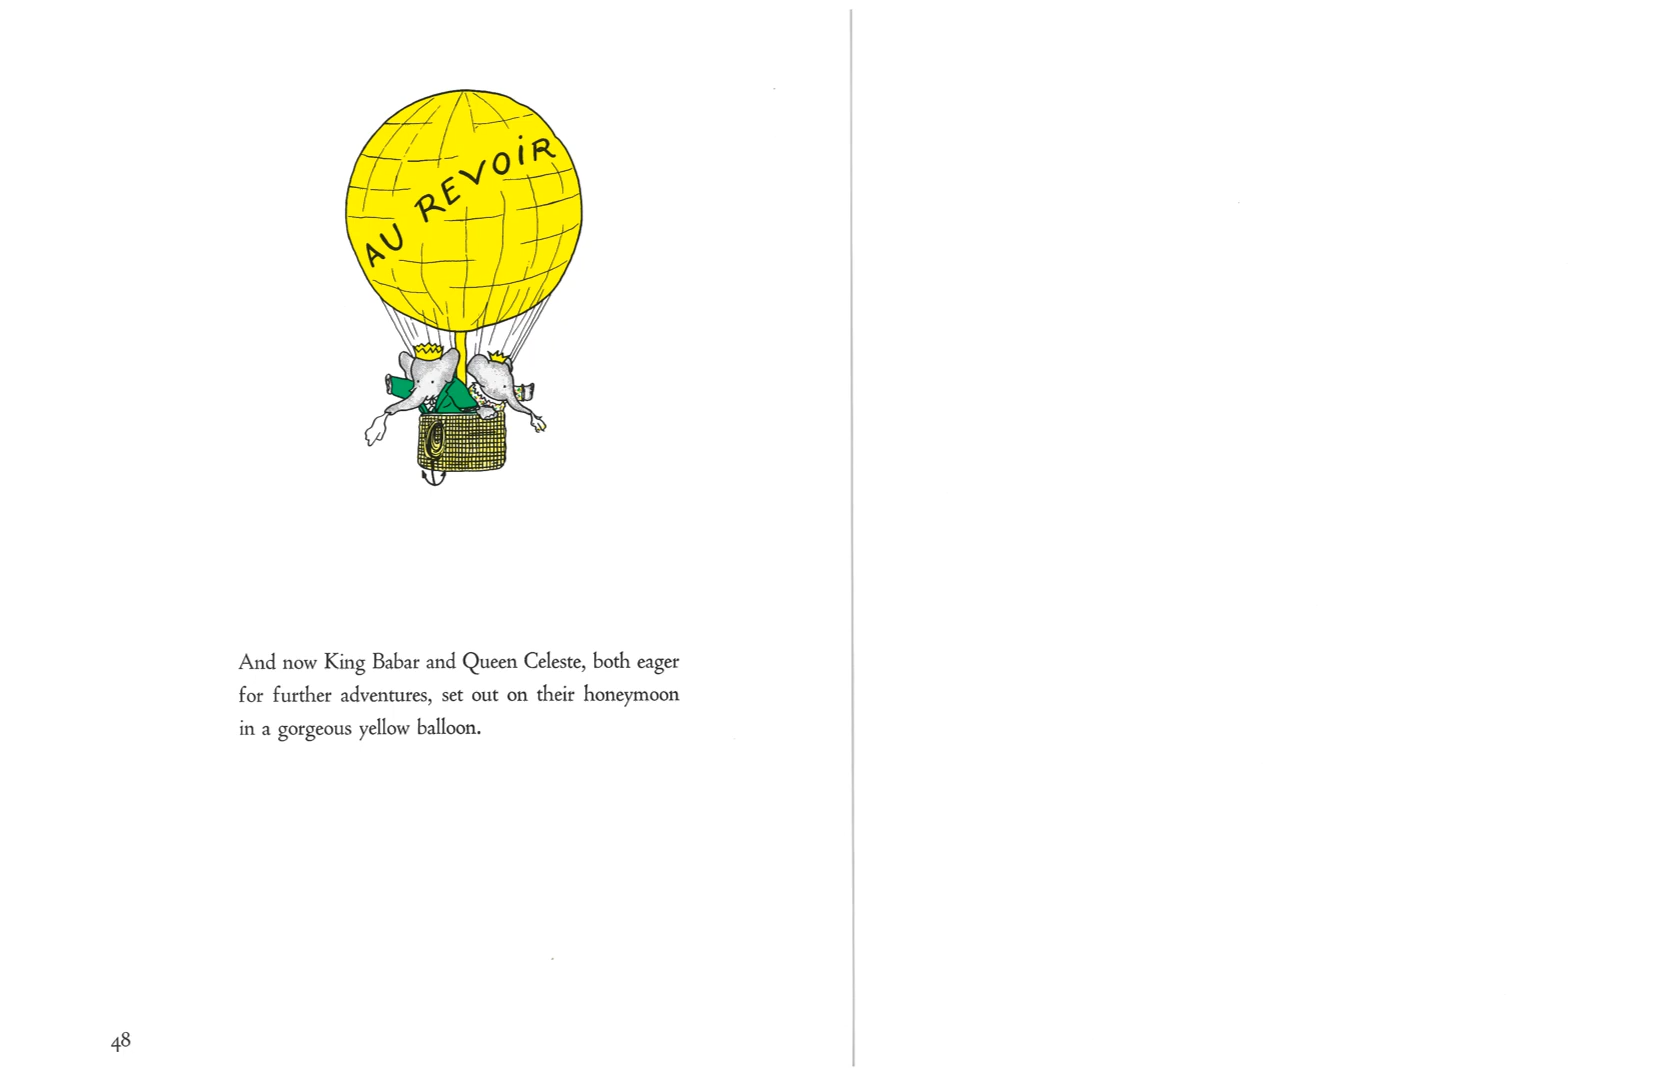 AU REVOIR
And now King Babar and Queen Celeste, both eager
for further adventures, set out on their honeymoon
in a gorgeous yellow balloon.
48